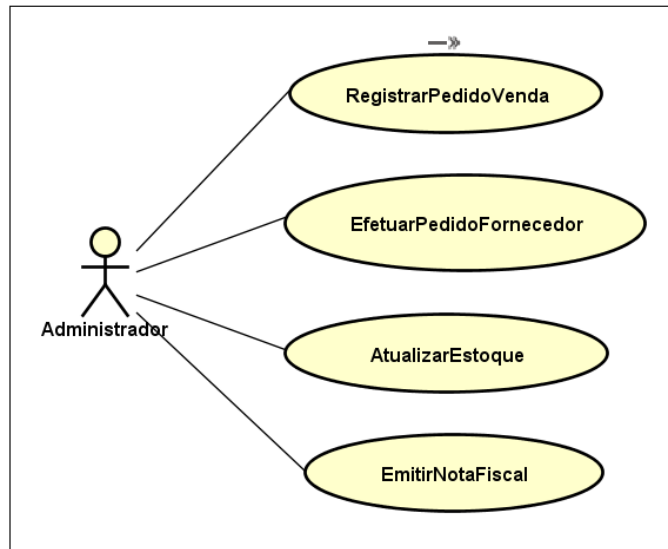 RegistrarPedidoVenda
EfetuarPedidoFornecedor
Administrador
AtualizarEstoque
EmitirNotaFiscal